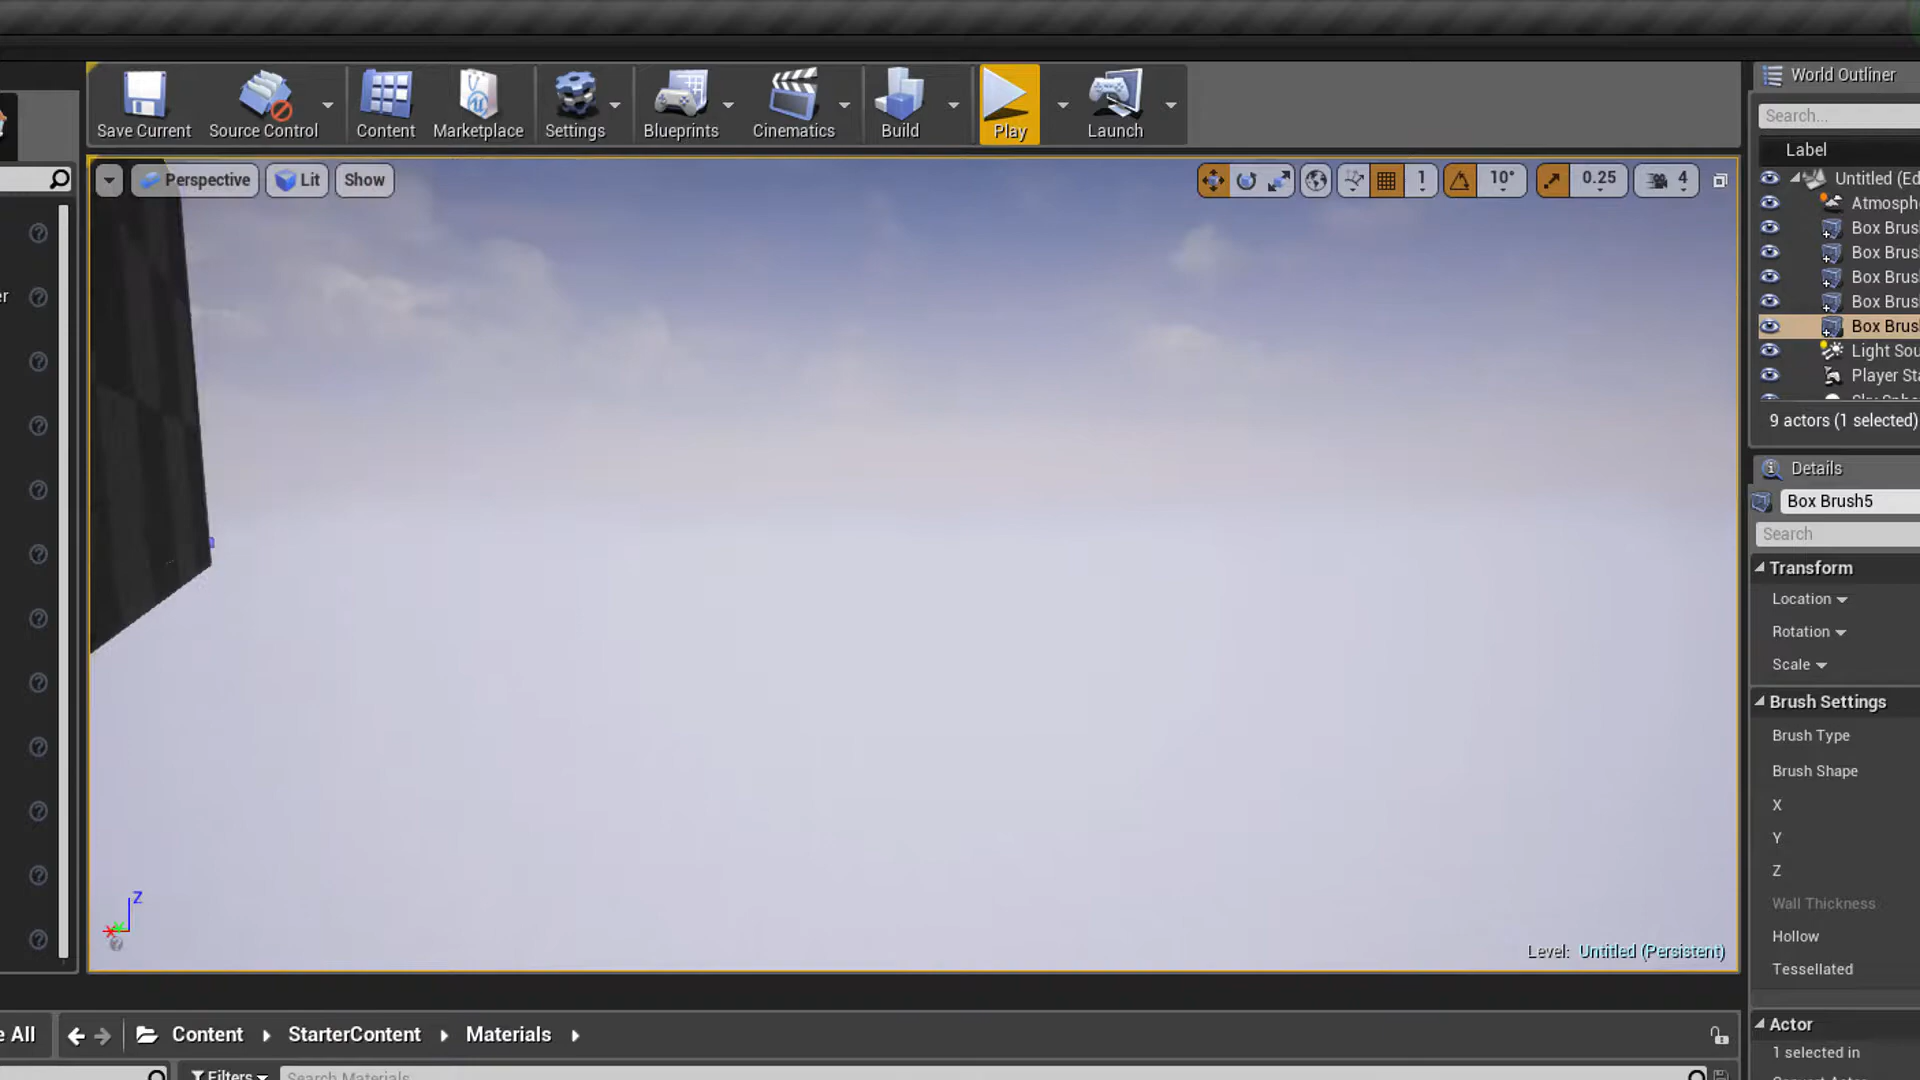 Save Current
Source Control
Content
Marketplace
Settings
Blueprints
Cinematics
Build
Play
Launch
Perspective
Lit
Show
1
10°
0.25
4
World Outliner
Search...
Label
Untitled (Ed
Atmosph
Box Brus
Box Brus
Box Brus
Box Brus
Box Brus
Light Sou
Player Sta
9 actors (1 selected)
Details
Box Brush5
Search
Transform
Location
Rotation
Scale
Brush Settings
Brush Type
Brush Shape
X
Y
Z
Wall Thickness
Hollow
Tessellated
Actor
1 selected in
er
Z
Level: Untitled (Persistent)
e All
Content
StarterContent
Materials
Filters
Search Materials